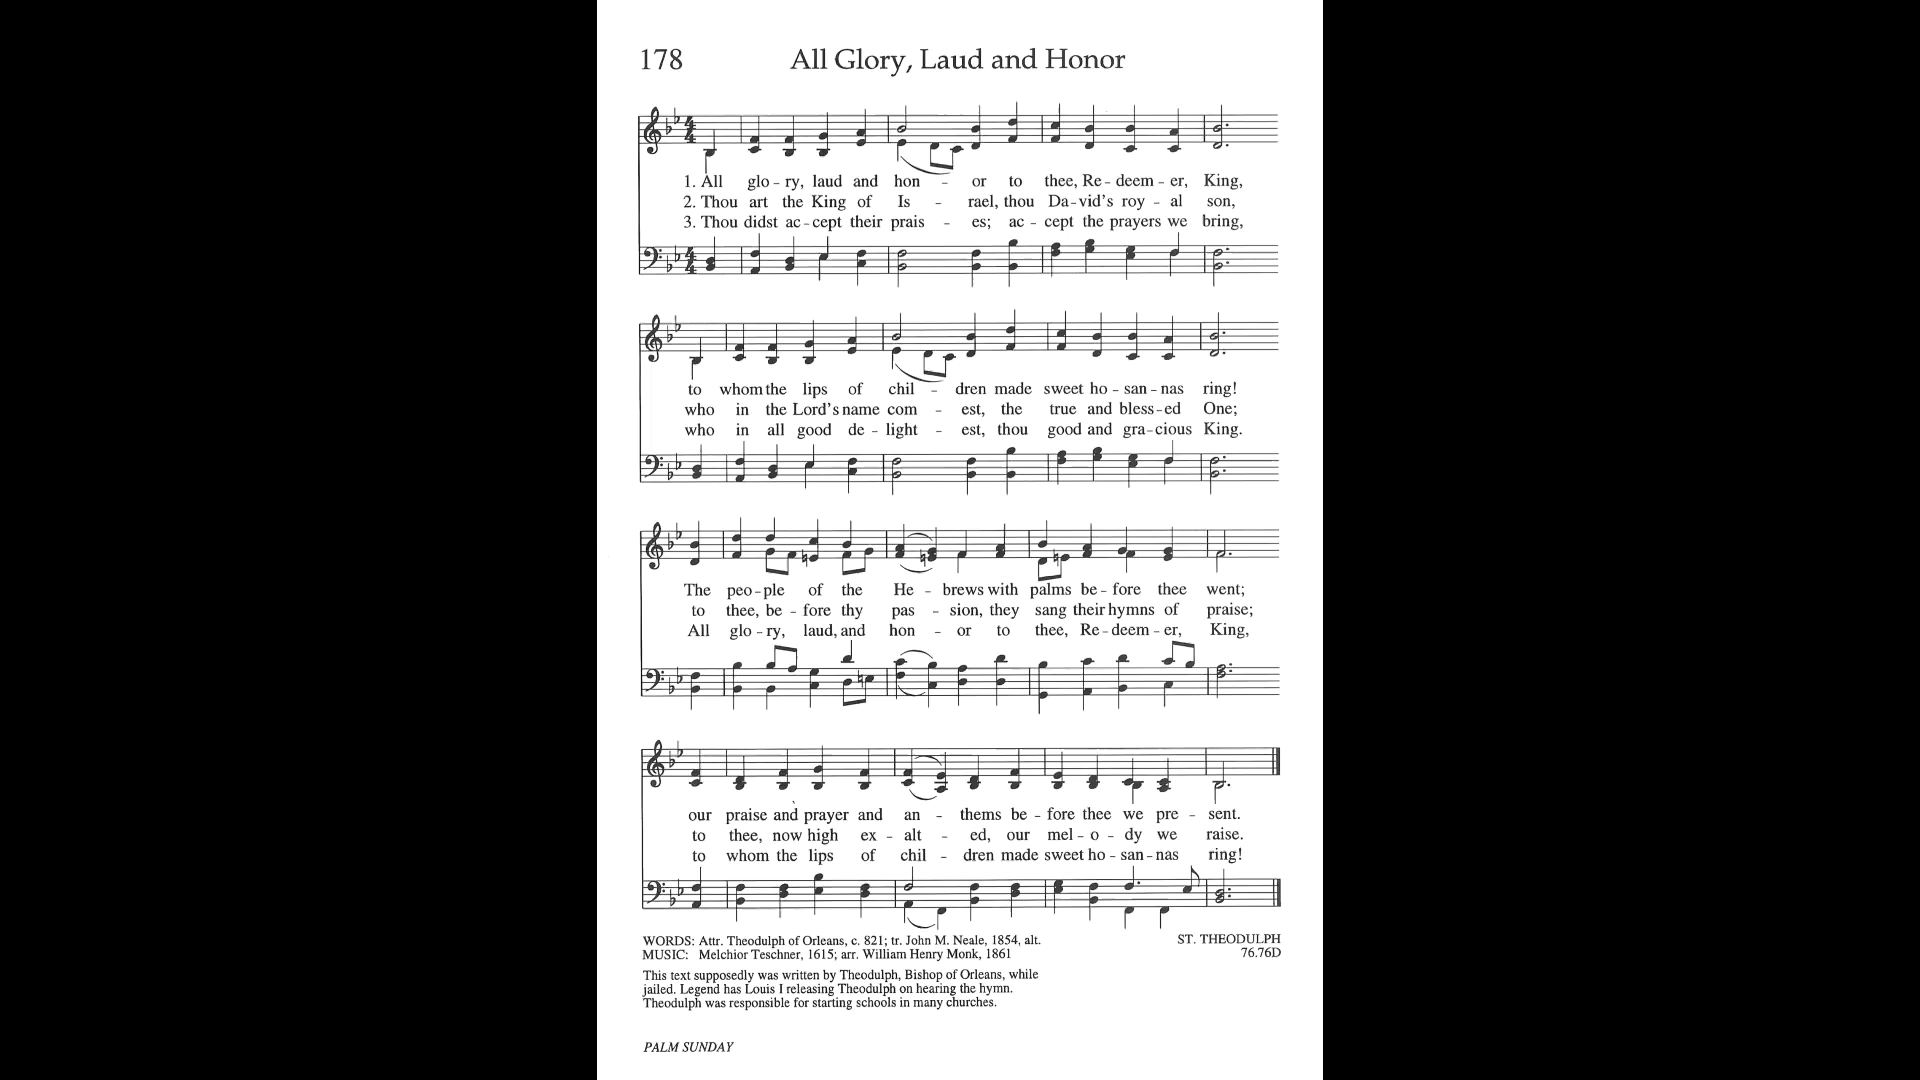 178 All Glory, Laud and Honor
1. All glo - ry, laud and hon - or to thee, Re - deem - er, King,
2. Thou art the King of Is - rael, thou Da - vid's roy - al son,
3. Thou didst ac - cept their prais - es; ac - cept the prayers we bring,
to whom the lips of chil - dren made sweet ho - san - nas ring!
who in the Lord's name com - est, the true and bless - ed One;
who in all good de - light - est, thou good and gra - cious King.
The peo - ple of the He - brews with palms be - fore thee went;
to thee, be - fore thy pas - sion, they sang their hymns of praise;
All glo - ry, laud, and hon - or to thee, Re - deem - er, King,
our praise and prayer and an - thems be - fore thee we pre - sent.
to thee, now high ex - alt - ed, our mel - o - dy we raise.
to whom the lips of chil - dren made sweet ho - san - nas ring!
WORDS: Attr. Theodulph of Orleans, c. 821; tr. John M. Neale, 1854, alt. ST. THEODULPH
MUSIC: Melchior Teschner, 1615; arr. William Henry Monk, 1861 76.76D
This text supposedly was written by Theodulph, Bishop of Orleans, while
jailed. Legend has Louis I releasing Theodulph on hearing the hymn.
Theodulph was responsible for starting schools in many churches.
PALM SUNDAY